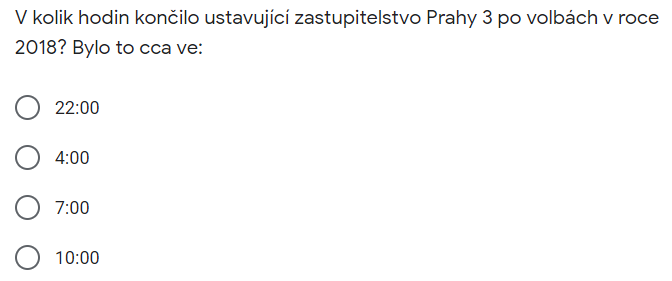 V kolik hodin končilo ustavující zastupitelstvo Prahy 3 po volbách v roce
2018? Bylo to cca ve:
22:00
4:00
7:00
10:00